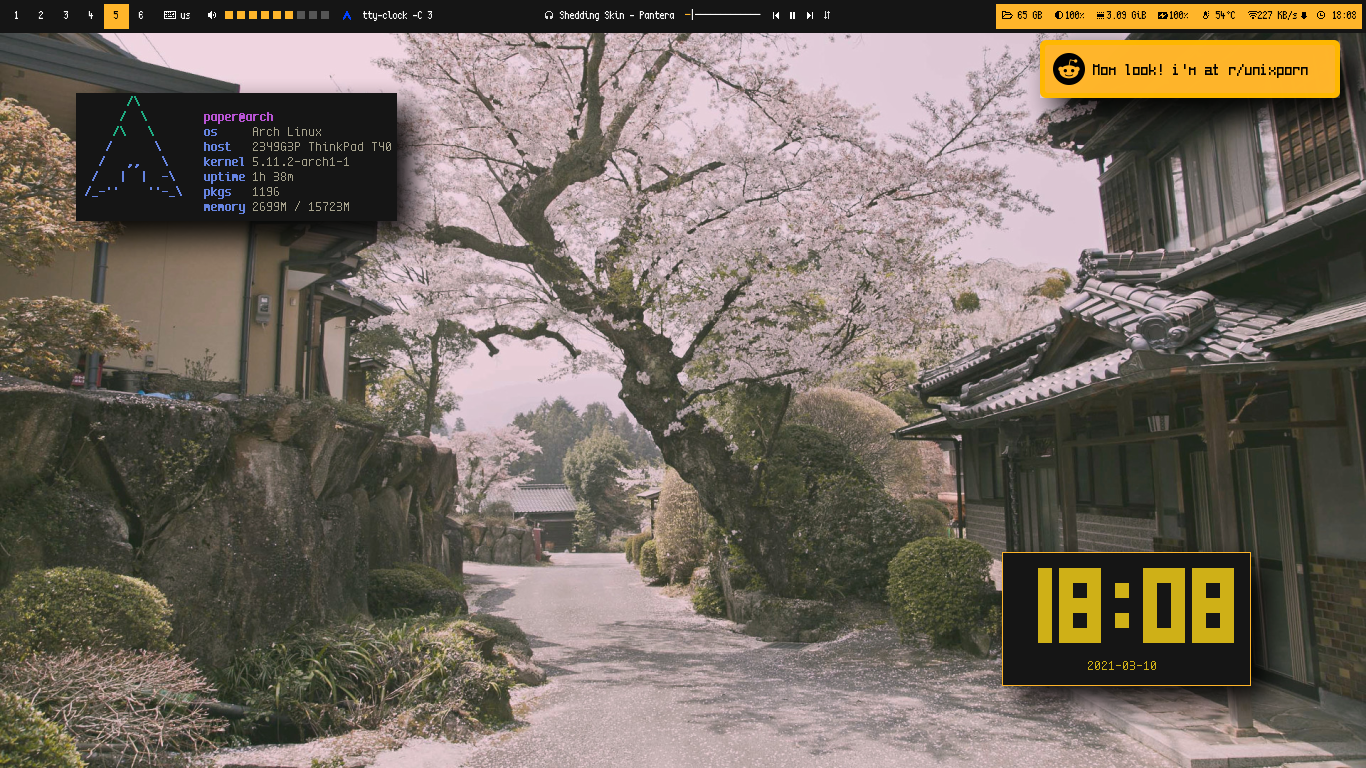 1 2 3 4 5 6 us tty-clock -C 3 Shedding Skin - Pantera 65 GB 100% 3.09 GiB 100% 54°C 227 KB/s 18:08
Mom look! i'm at r/unixporn
paper@arch
os Arch Linux
host 2349G3P ThinkPad T40
kernel 5.11.2-arch1-1
uptime 1h 38m
pkgs 1196
memory 2699M / 15723M
18:08
2021-03-10